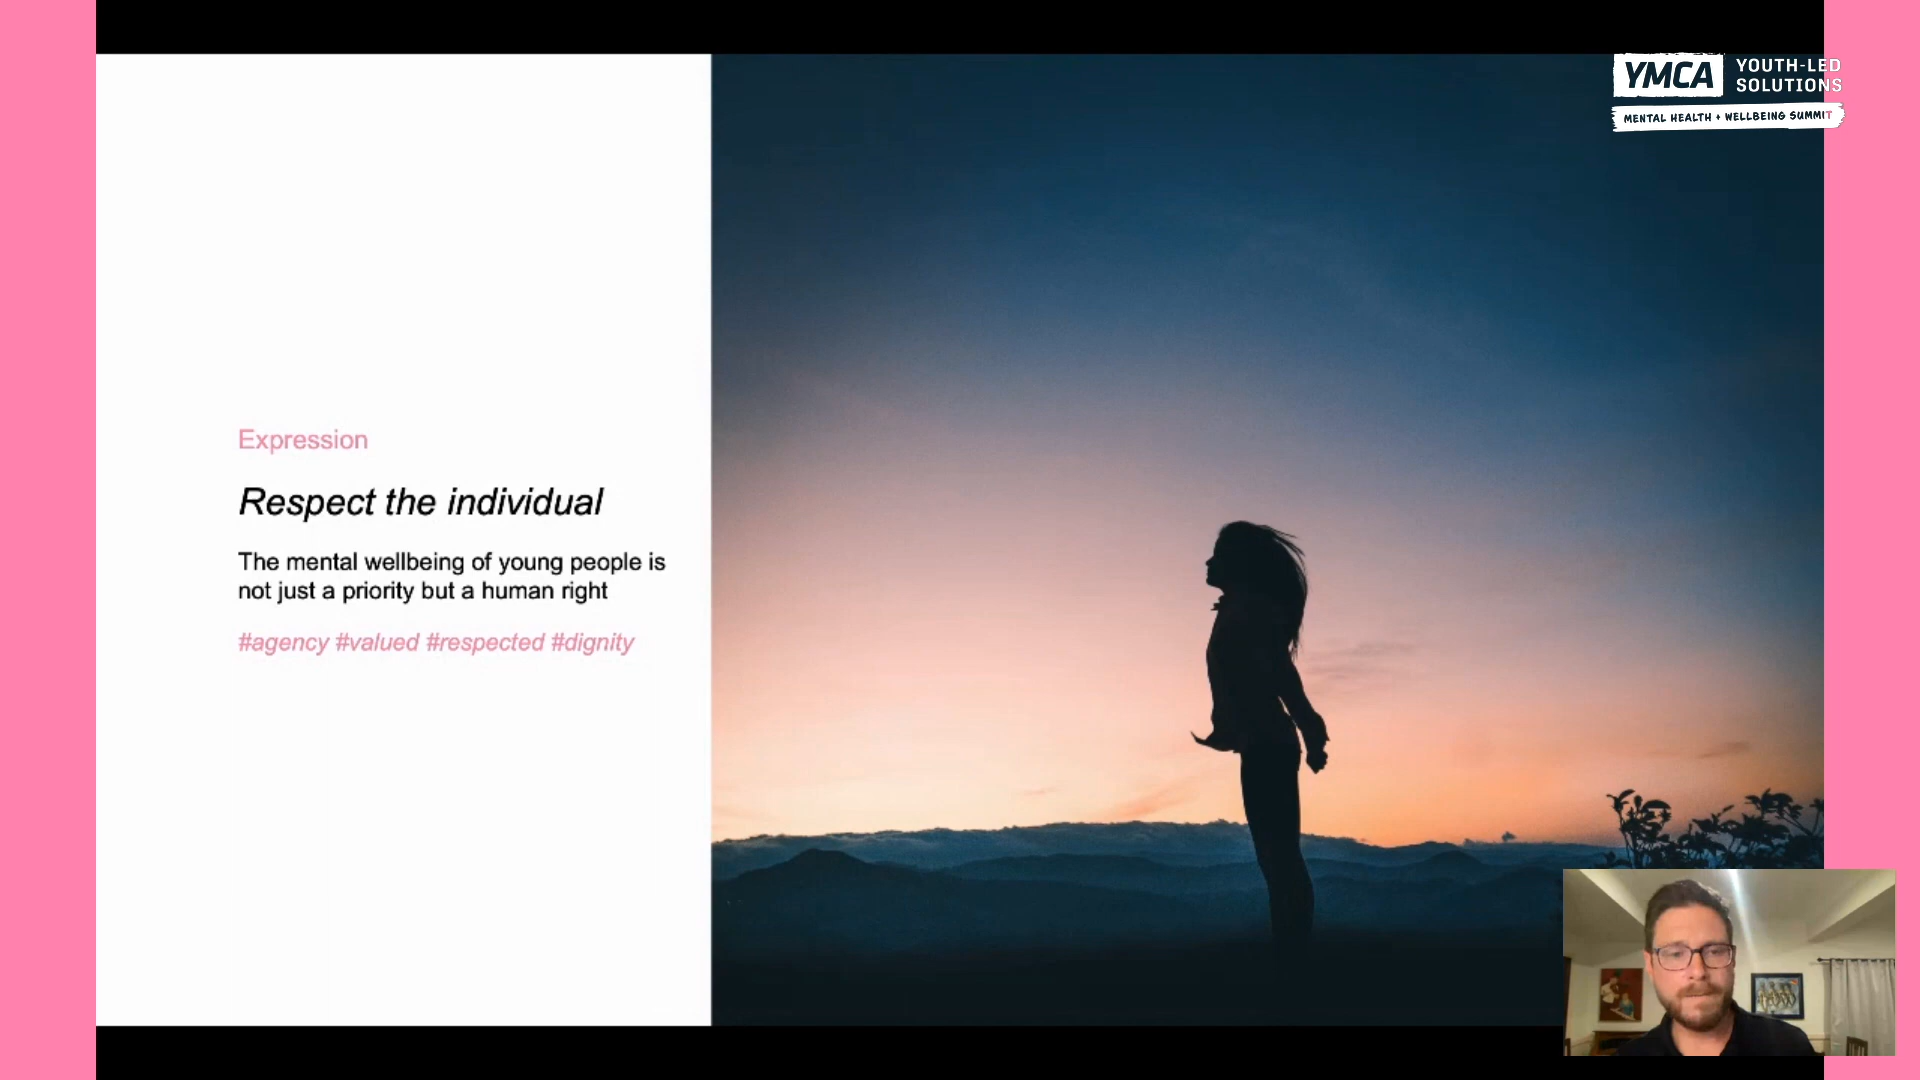 YMCA
YOUTH-LED
SOLUTIONS
MENTAL HEALTH + WELLBEING SUMMIT
Expression
Respect the individual
The mental wellbeing of young people is
not just a priority but a human right
#agency #valued #respected #dignity